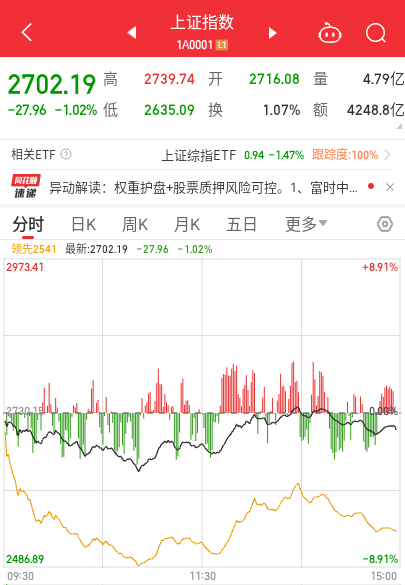 上证指数
1A0001 L1
2702.19 高 2739.74 开 2716.08 量 4.79亿
-27.96 -1.02% 低 2635.09 换 1.07% 额 4248.8亿
相关ETF ? 上证综指ETF 0.94 -1.47% 跟踪度:100%
同花顺 速递 异动解读：权重护盘+股票质押风险可控。1、富时中...
分时 日K 周K 月K 五日 更多
领先2541 最新:2702.19 -27.96 -1.02%
2973.41 +8.91%
2730.15 0.00%
2486.89 -8.91%
09:30 11:30 15:00